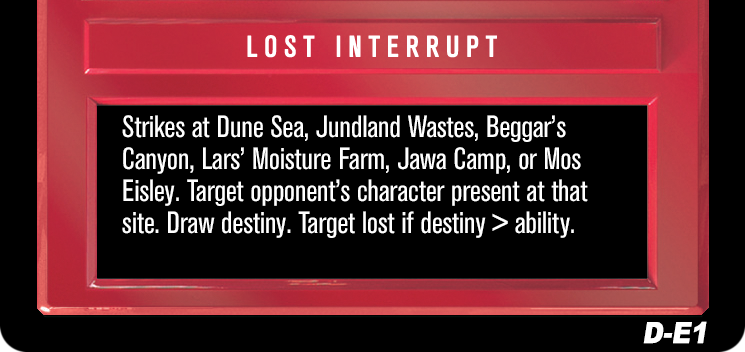 LOST INTERRUPT
Strikes at Dune Sea, Jundland Wastes, Beggar's
Canyon, Lars' Moisture Farm, Jawa Camp, or Mos
Eisley. Target opponent's character present at that
site. Draw destiny. Target lost if destiny > ability.
D-E1